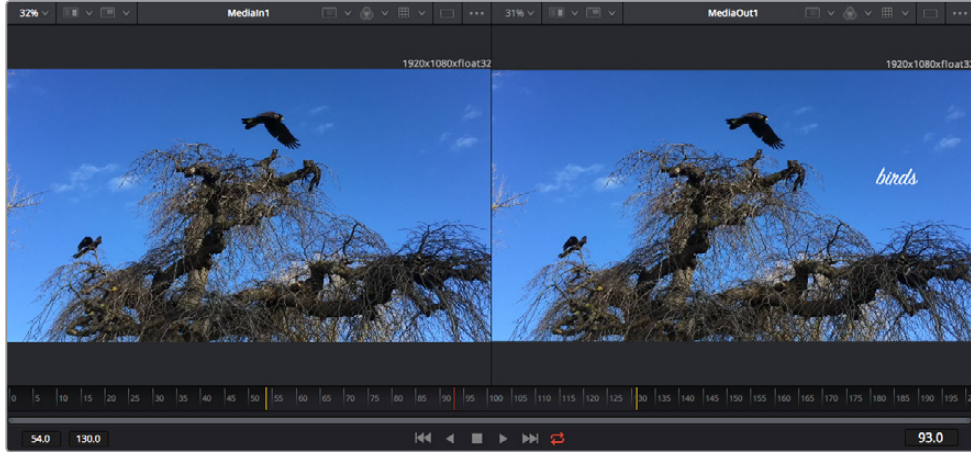 32% MediaIn1 31% MediaOut1
1920x1080xfloat32 1920x1080xfloat32
birds
0 5 10 15 20 25 30 35 40 45 50 55 60 65 70 75 80 85 90 95 100 105 110 115 120 125 130 135 140 145 150 155 160 165 170 175 180 185 190 195
54.0 130.0 93.0